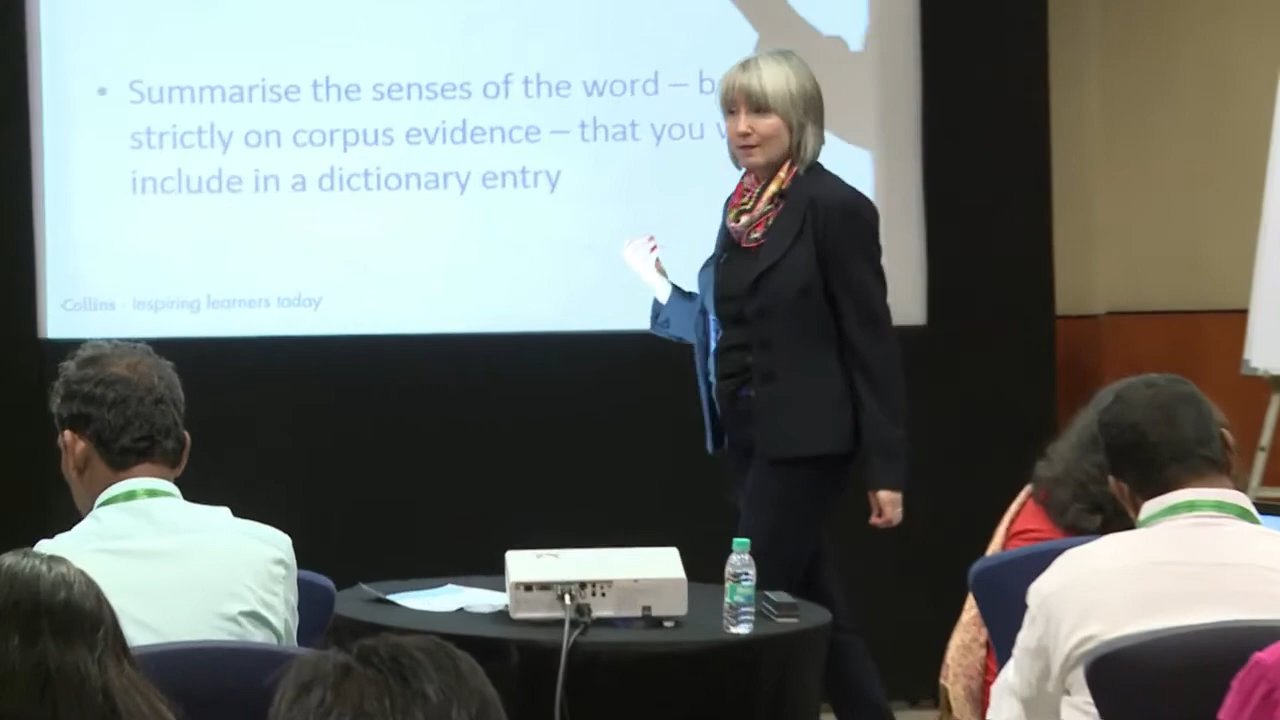 • Summarise the senses of the word – b
strictly on corpus evidence – that you
include in a dictionary entry
Collins - Inspiring learners today